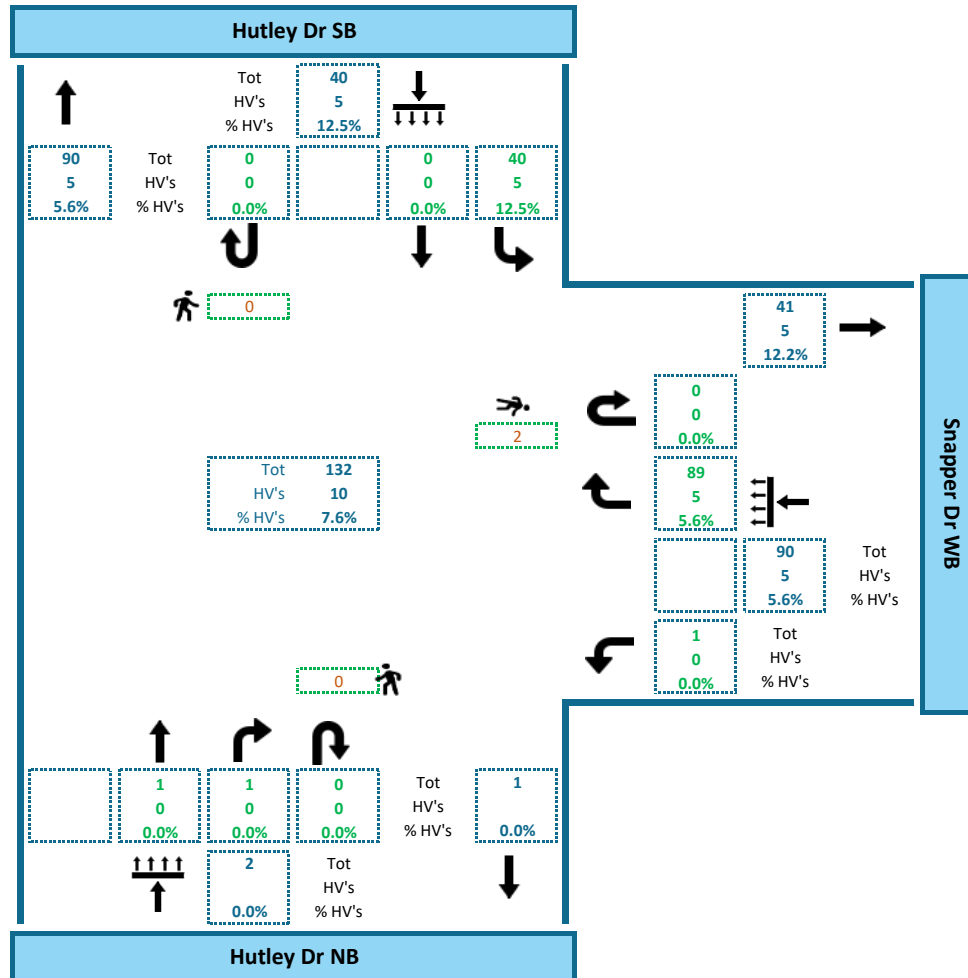 Hutley Dr SB
Tot 40
HV's 5
% HV's 12.5%
90 Tot 0 0 40
5 HV's 0 0 5
5.6% % HV's 0.0% 0.0% 12.5%
0
41
5
12.2%
0
0
0.0%
2
Tot 132
HV's 10
% HV's 7.6%
89
5
5.6%
90 Tot
5 HV's
5.6% % HV's
1 Tot
0 HV's
0.0% % HV's
Snapper Dr WB
0
1 1 0 Tot 1
0 0 0 HV's
0.0% 0.0% 0.0% % HV's 0.0%
2 Tot
HV's
0.0% % HV's
Hutley Dr NB